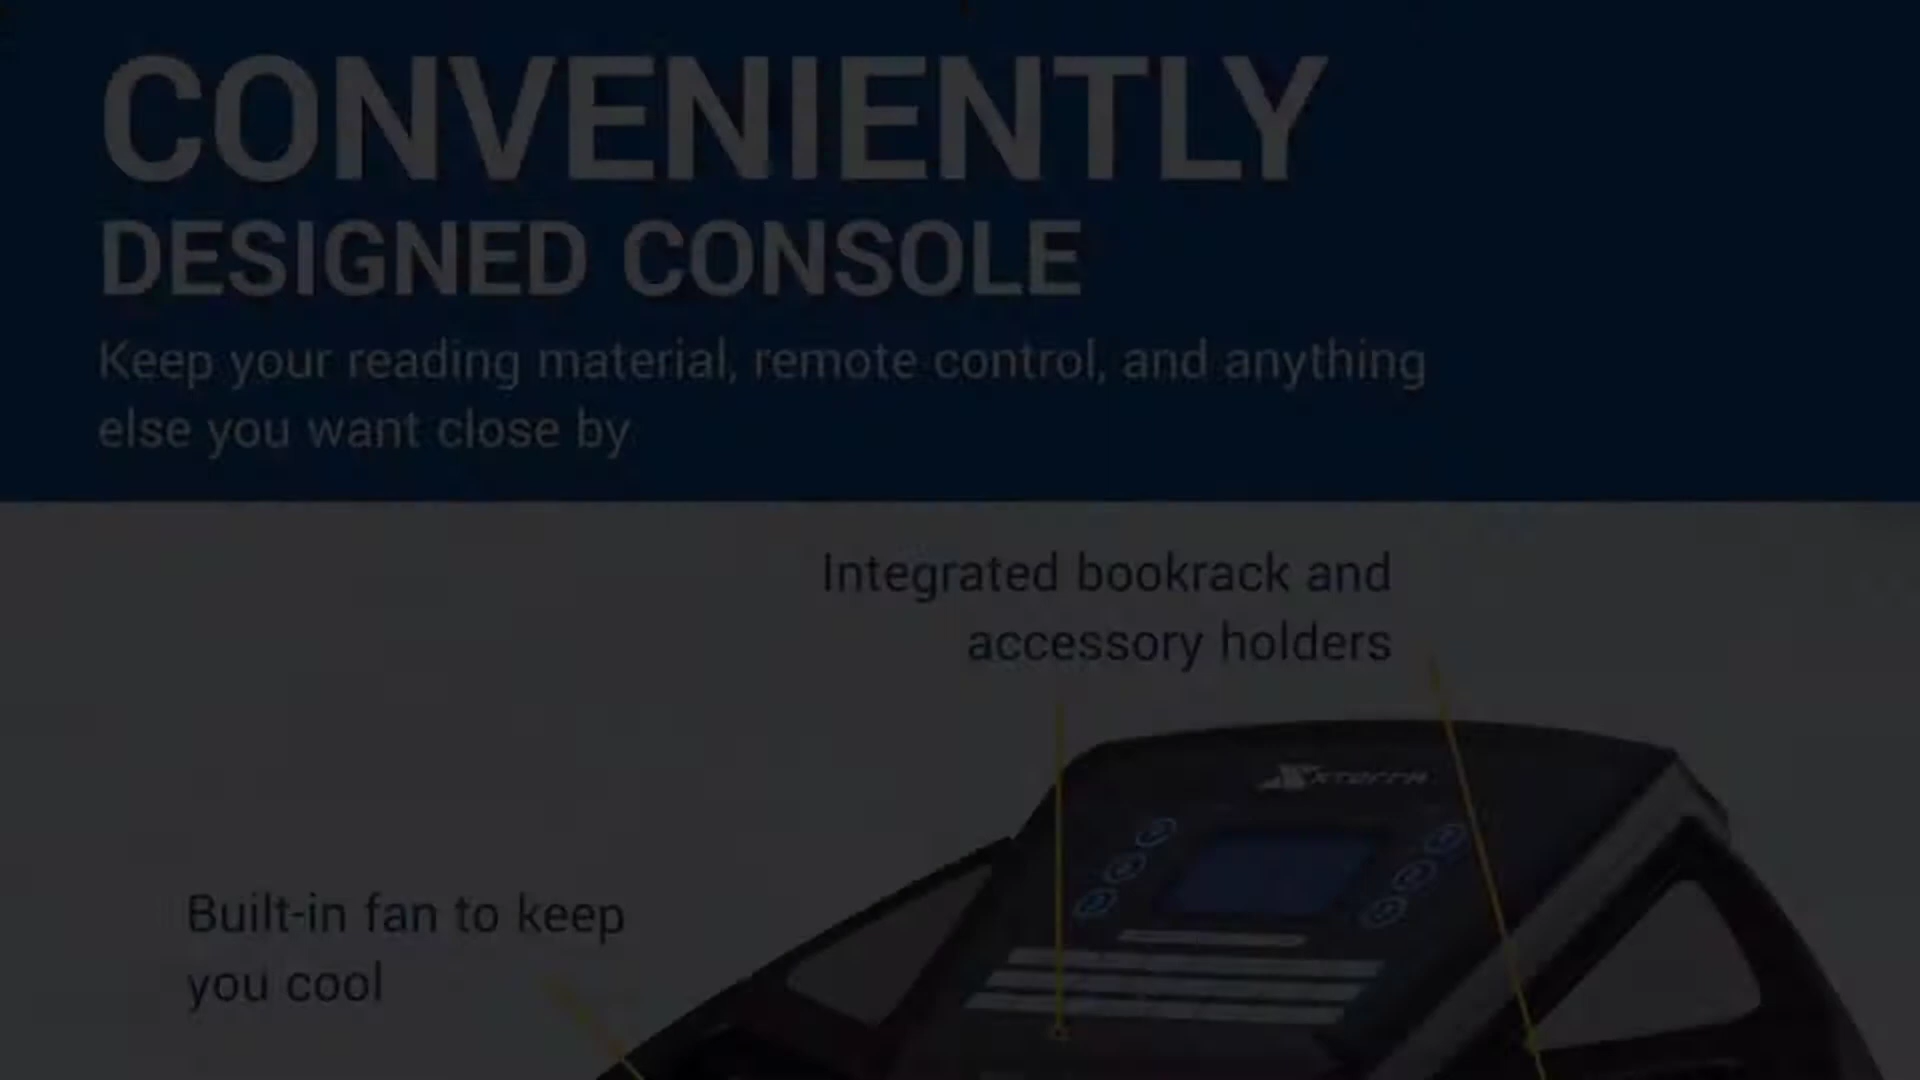 CONVENIENTLY
DESIGNED CONSOLE
Keep your reading material, remote control, and anything
else you want close by
Integrated bookrack and
accessory holders
XTERRA
Built-in fan to keep
you cool